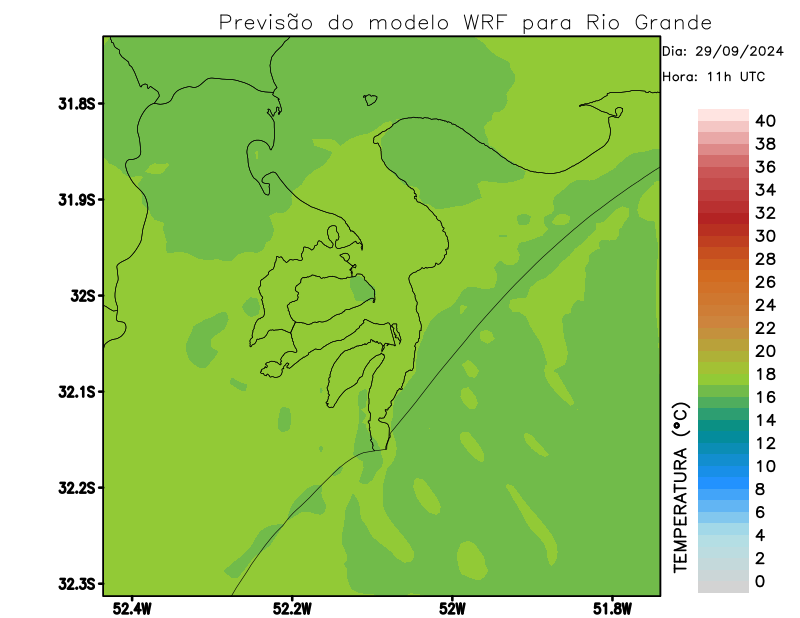 Previsão do modelo WRF para Rio Grande
Dia: 29/09/2024
Hora: 11h UTC
31.8S
31.9S
32S
32.1S
32.2S
32.3S
52.4W
52.2W
52W
51.8W
TEMPERATURA (°C)
40
38
36
34
32
30
28
26
24
22
20
18
16
14
12
10
8
6
4
2
0